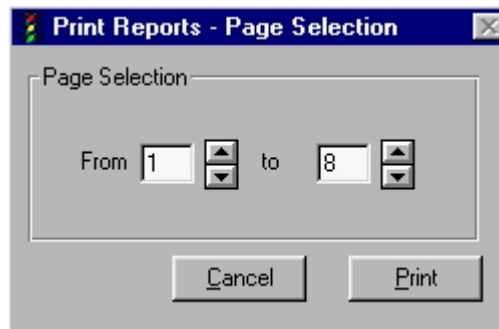 Print Reports - Page Selection
Page Selection
From 1 to 8
Cancel Print